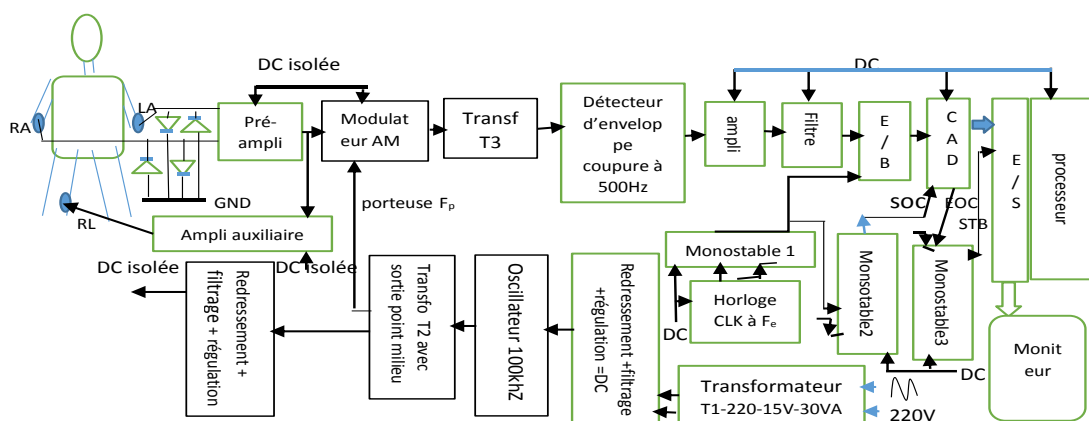 DC isolée
DC
RA
LA
Pré-
ampli
Modulat
eur AM
Transf
T3
Détecteur
d'envelop
pe
coupure à
500Hz
ampli
Filtre
E
/
B
C
A
D
E
/
S
processeur
GND
RL
porteuse Fp
SOC
EOC
STB
Ampli auxiliaire
DC isolée
DC isolée
Redressement +
filtrage + régulation
Transfo T2 avec
sortie point milieu
Oscillateur 100khZ
Redressement +filtrage
+régulation =DC
Monostable 1
Horloge
CLK à Fe
DC
Monsotable2
Monostable3
DC
Monit
eur
Transformateur
T1-220-15V-30VA
220V